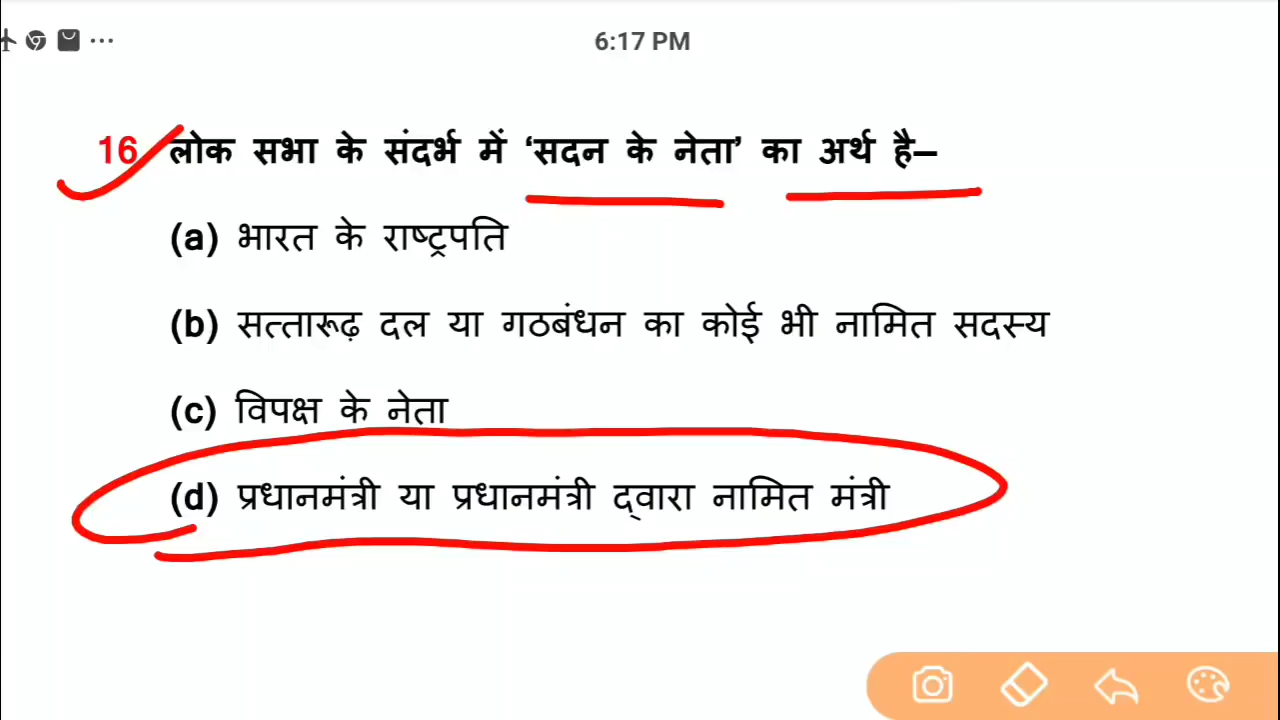 6:17 PM
16 लोक सभा के संदर्भ में ‘सदन के नेता’ का अर्थ है–
(a) भारत के राष्ट्रपति
(b) सत्तारूढ़ दल या गठबंधन का कोई भी नामित सदस्य
(c) विपक्ष के नेता
(d) प्रधानमंत्री या प्रधानमंत्री द्वारा नामित मंत्री